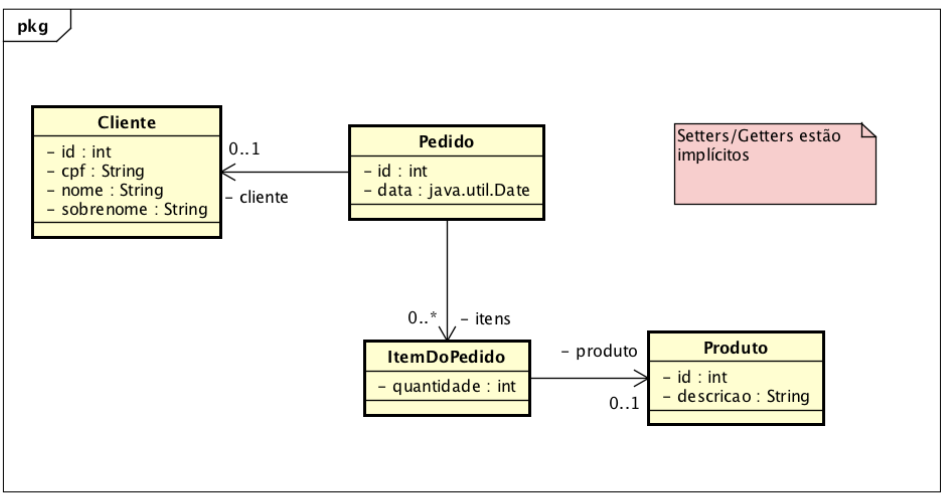 pkg
Cliente
- id : int
- cpf : String
- nome : String
- sobrenome : String
0..1
- cliente
Pedido
- id : int
- data : java.util.Date
Setters/Getters estão
implícitos
0..*
- itens
ItemDoPedido
- quantidade : int
- produto
0..1
Produto
- id : int
- descricao : String